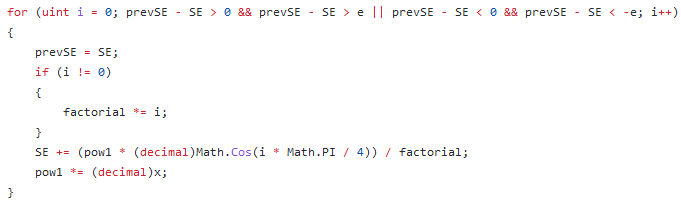 for (uint i = 0; prevSE - SE > 0 && prevSE - SE > e || prevSE - SE < 0 && prevSE - SE < -e; i++)
{
    prevSE = SE;
    if (i != 0)
    {
        factorial *= i;
    }
    SE += (pow1 * (decimal)Math.Cos(i * Math.PI / 4)) / factorial;
    pow1 *= (decimal)x;
}